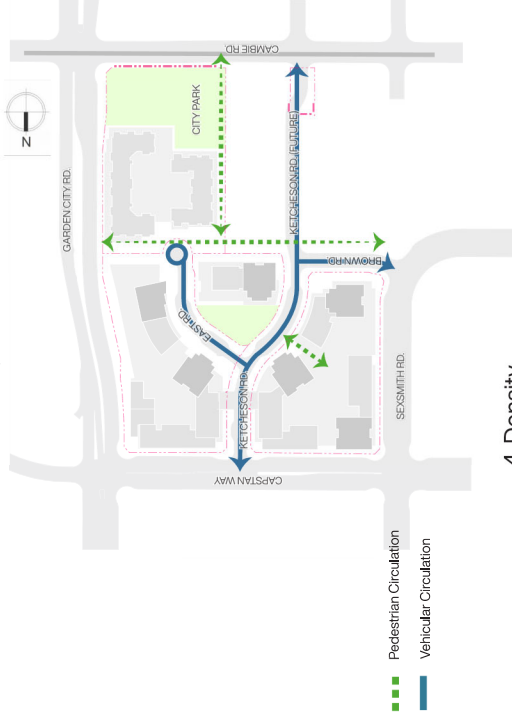 CAMBIE RD.
N
GARDEN CITY RD.
CITY PARK
KETCHESON RD. (FUTURE)
BROWN RD
EAST RD
KETCHESON RD.
SEXSMITH RD.
CAPSTAN WAY
4. Density
Pedestrian Circulation
Vehicular Circulation